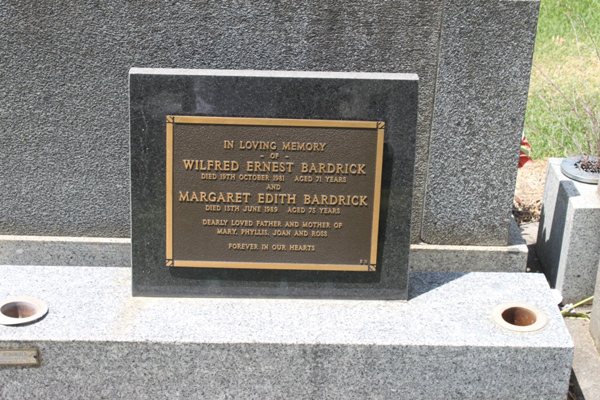 IN LOVING MEMORY
- OF -
WILFRED ERNEST BARDRICK
DIED 19TH OCTOBER 1981 AGED 71 YEARS
AND
MARGARET EDITH BARDRICK
DIED 13TH JUNE 1989 AGED 75 YEARS
DEARLY LOVED FATHER AND MOTHER OF
MARY, PHYLLIS, JOAN AND ROSS
FOREVER IN OUR HEARTS